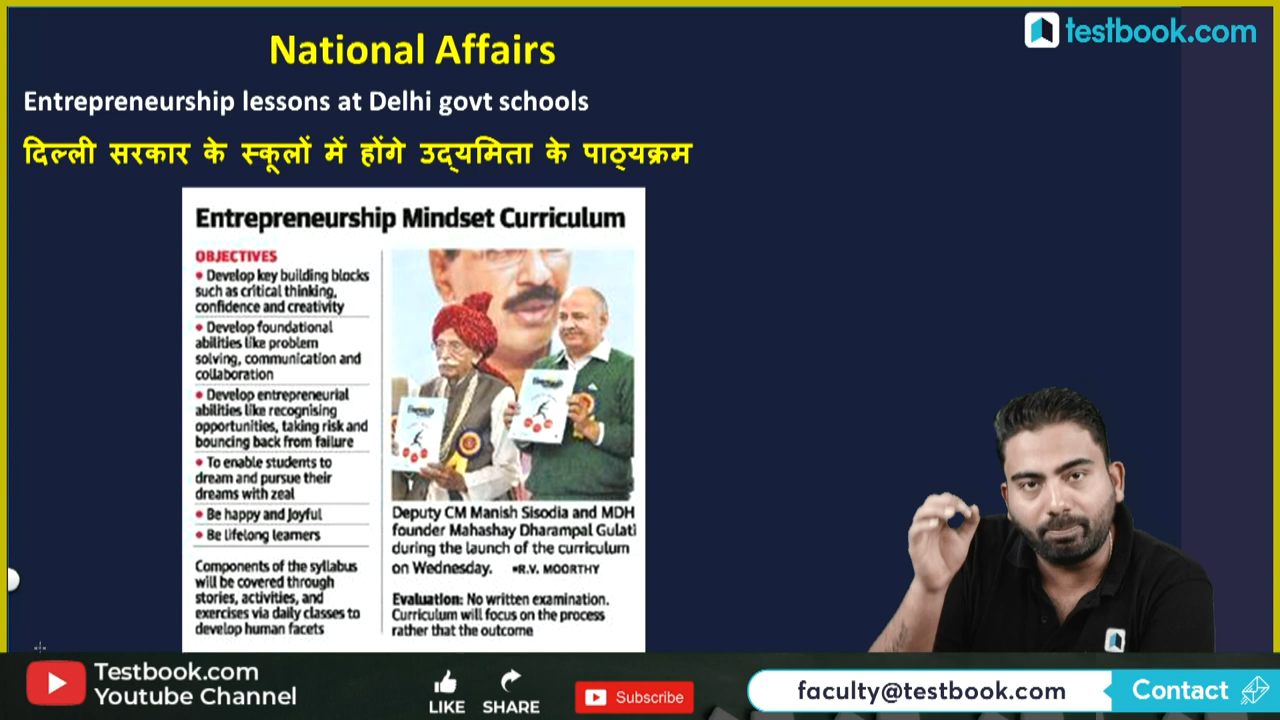 National Affairs
testbook.com
Entrepreneurship lessons at Delhi govt schools
दिल्ली सरकार के स्कूलों में होंगे उद्यमिता के पाठ्यक्रम
Entrepreneurship Mindset Curriculum
OBJECTIVES
• Develop key building blocks
such as critical thinking,
confidence and creativity
• Develop foundational
abilities like problem
solving, communication and
collaboration
• Develop entrepreneurial
abilities like recognising
opportunities, taking risk and
bouncing back from failure
• To enable students to
dream and pursue their
dreams with zeal
• Be happy and joyful
• Be lifelong learners
Components of the syllabus
will be covered through
stories, activities, and
exercises via daily classes to
develop human facets
Deputy CM Manish Sisodia and MDH
founder Mahashay Dharampal Gulati
during the launch of the curriculum
on Wednesday. •R.V. MOORTHY
Evaluation: No written examination.
Curriculum will focus on the process
rather that the outcome
Testbook.com
Youtube Channel
LIKE
SHARE
Subscribe
faculty@testbook.com
Contact